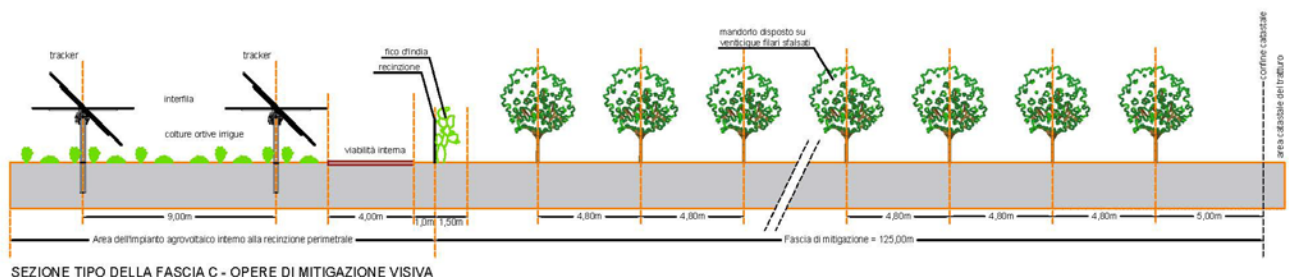 tracker
tracker
interfila
colture ortive irrigue
viabilità interna
fico d'india
recinzione
mandorlo disposto su
venticique filari sfalsati
confine catastale
area catastale del tratturo
9,00m
4,00m
1,0m
1,50m
4,80m
4,80m
4,80m
4,80m
4,80m
5,00m
Area dell'impianto agrovoltaico interno alla recinzione perimetrale
Fascia di mitigazione = 125,00m
SEZIONE TIPO DELLA FASCIA C - OPERE DI MITIGAZIONE VISIVA